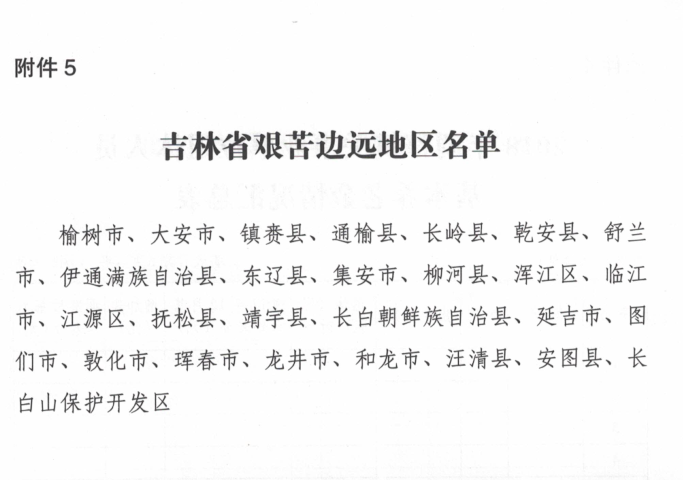 附件 5
吉林省艰苦边远地区名单
榆树市、大安市、镇赉县、通榆县、长岭县、乾安县、舒兰
市、伊通满族自治县、东辽县、集安市、柳河县、浑江区、临江
市、江源区、抚松县、靖宇县、长白朝鲜族自治县、延吉市、图
们市、敦化市、珲春市、龙井市、和龙市、汪清县、安图县、长
白山保护开发区